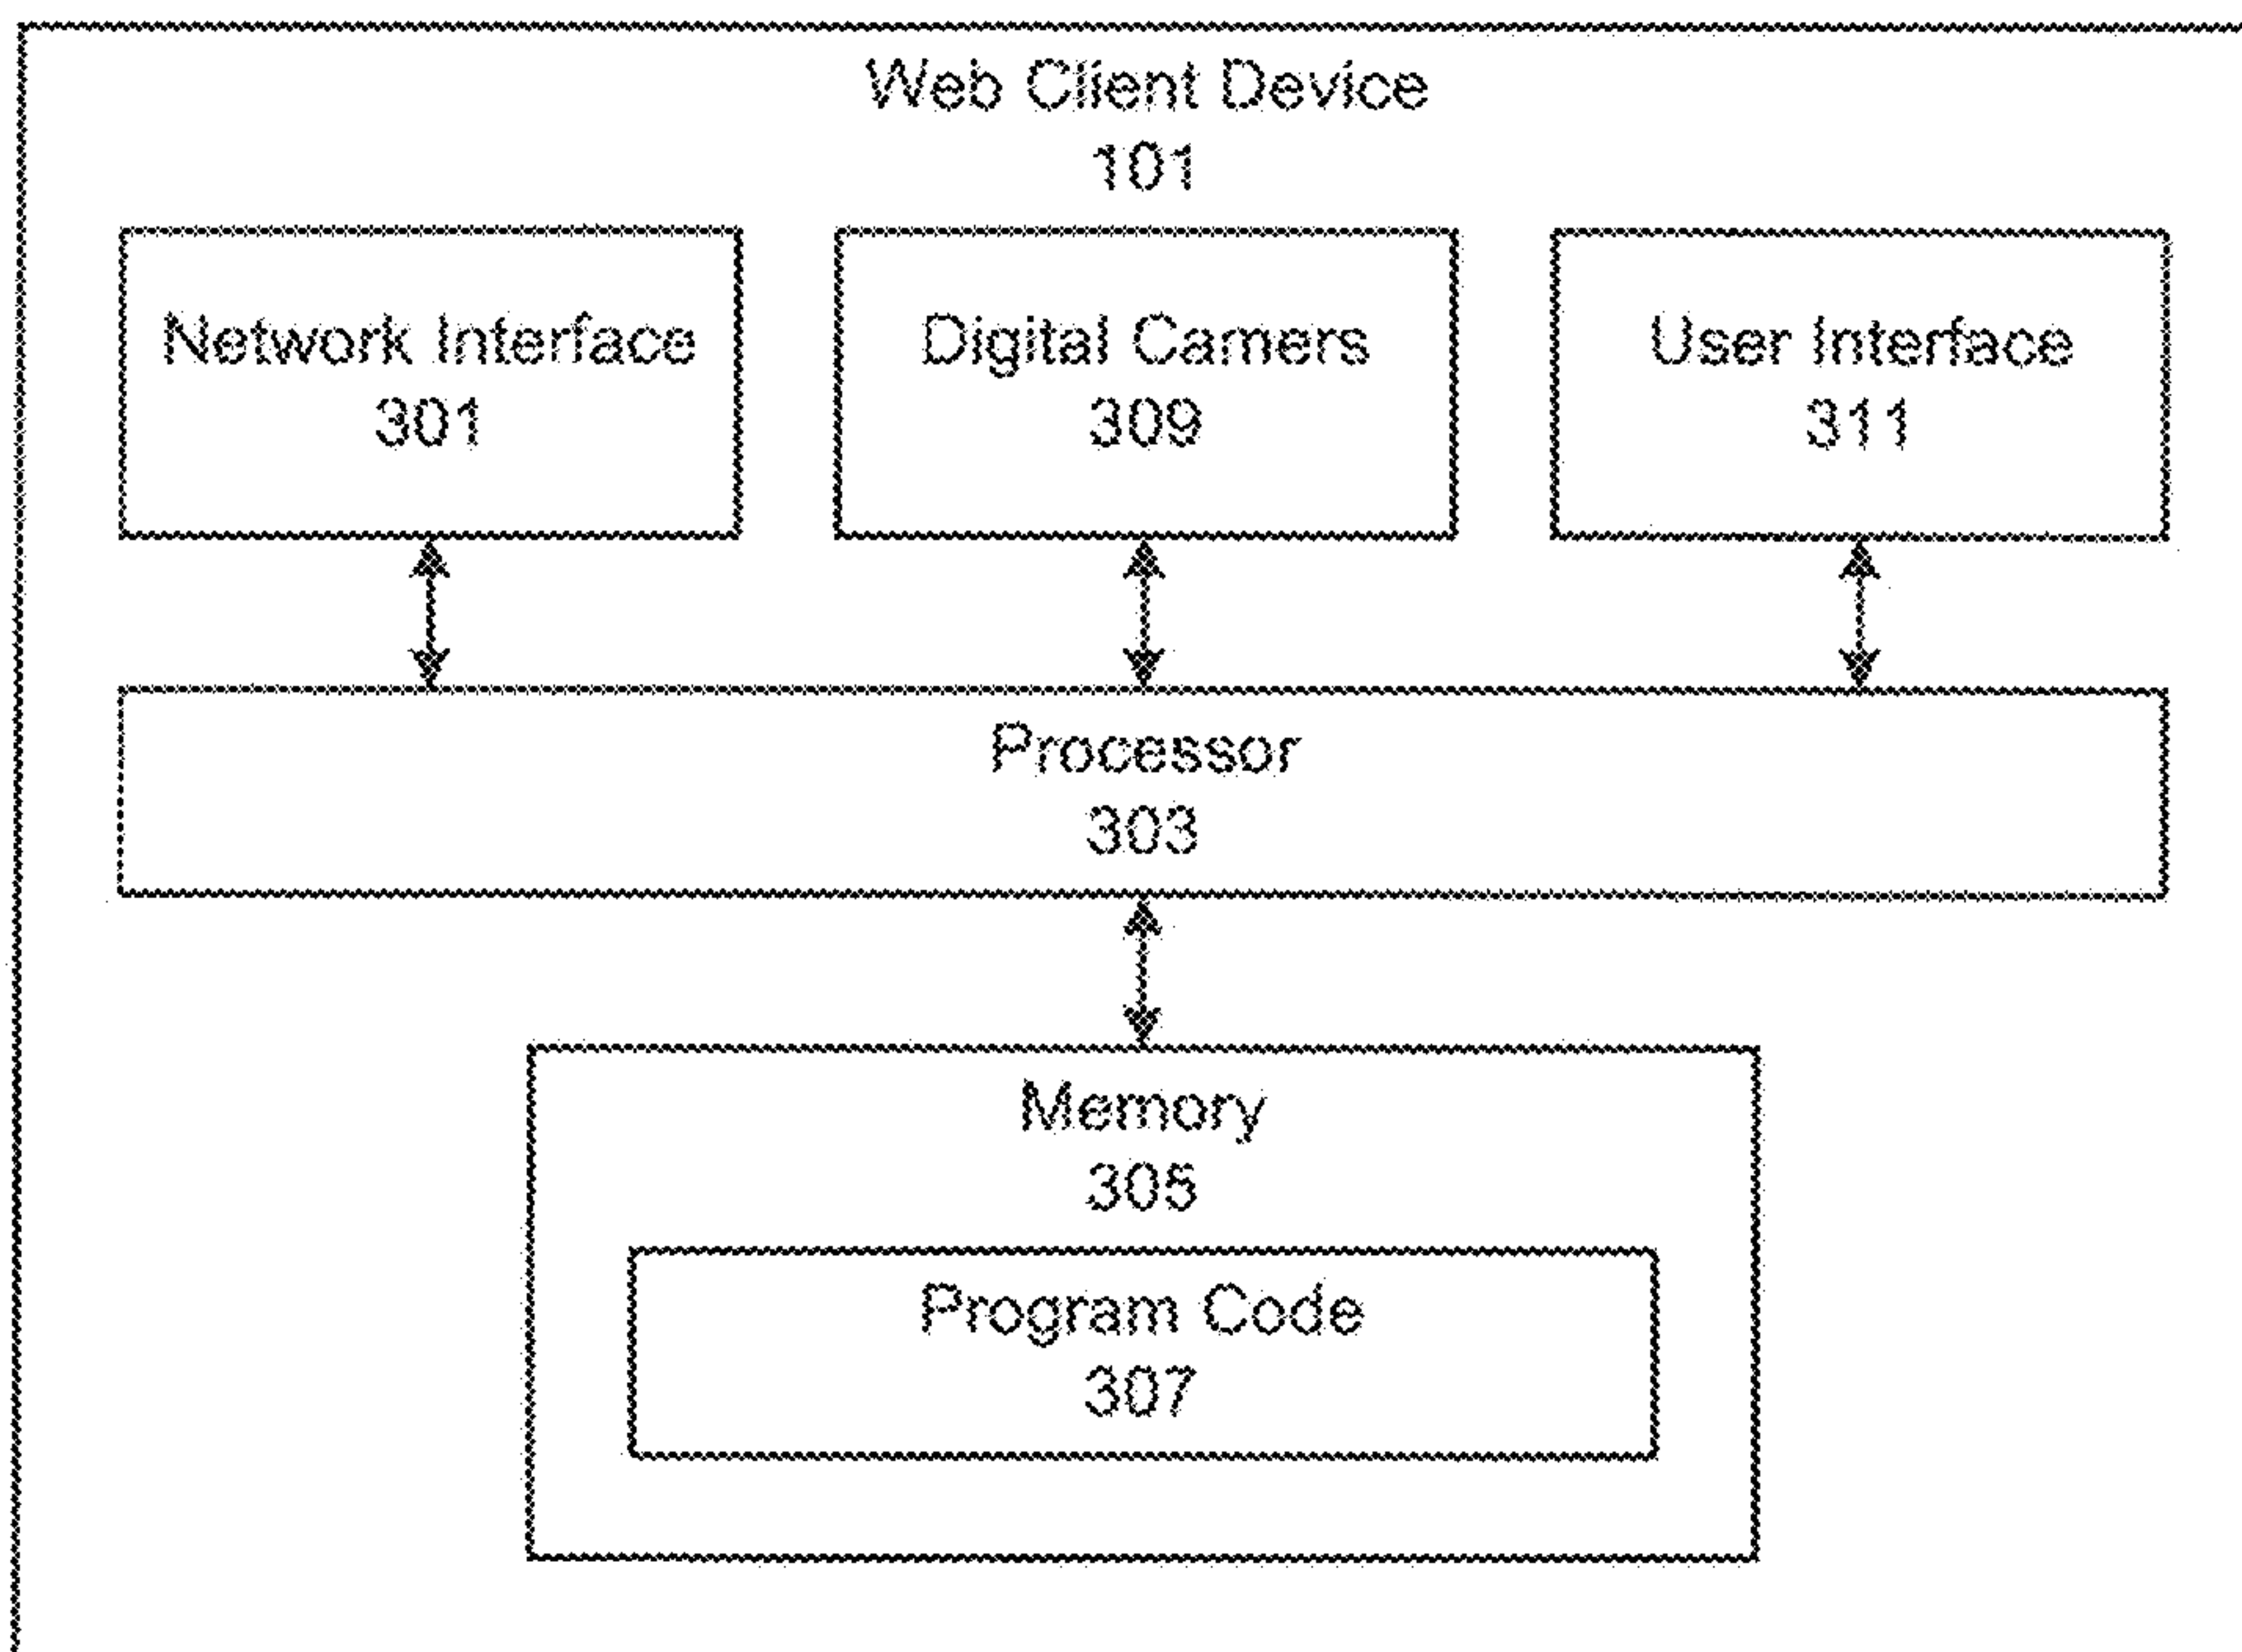 Web Client Device
101
Network Interface
301
Digital Camers
309
User Interface
311
Processor
303
Memory
305
Program Code
307